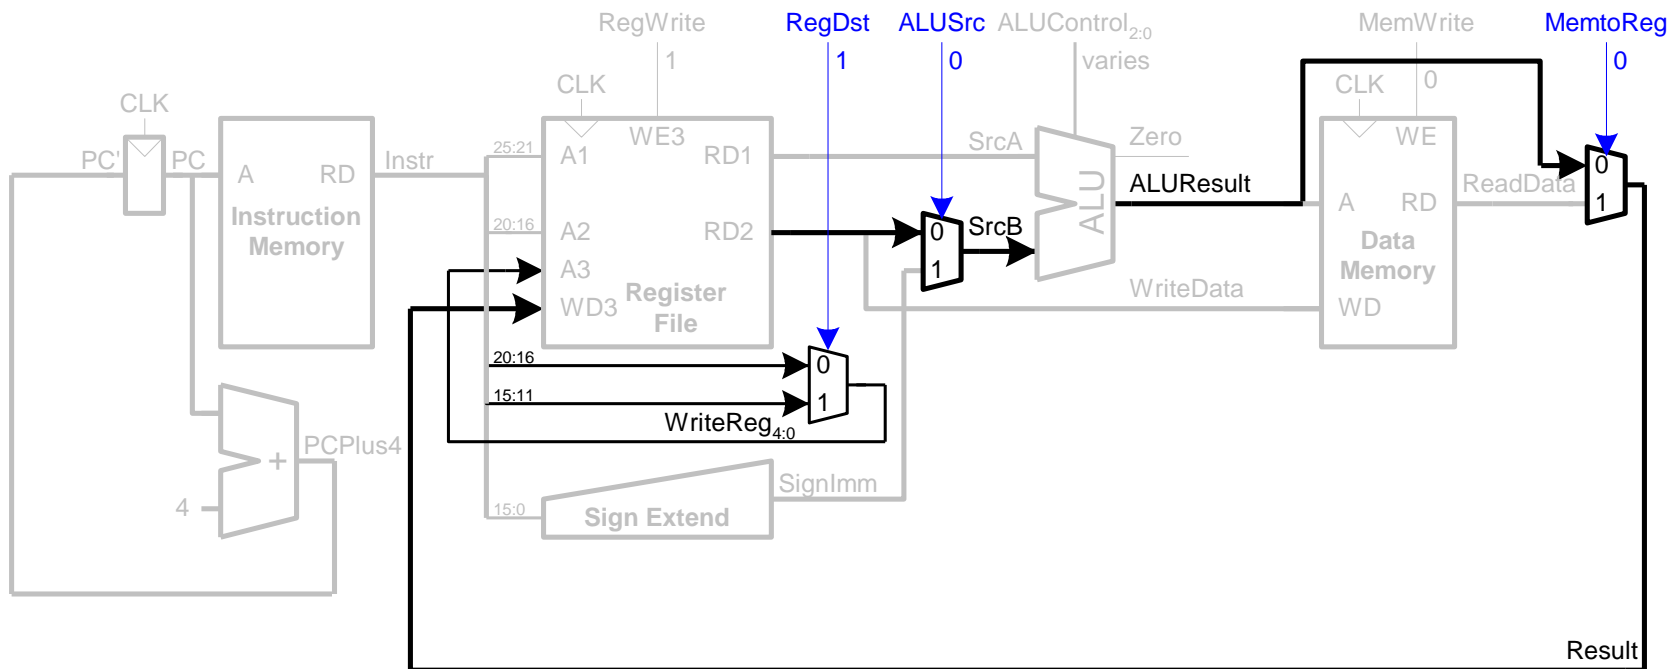 RegWrite RegDst ALUSrc ALUControl2:0 MemWrite MemtoReg
1 1 0 varies 0 0
CLK CLK CLK
PC' PC A RD Instr 25:21 A1 WE3 RD1 SrcA Zero WE 0
Instruction
Memory
20:16 A2 RD2 0 SrcB ALU ALUResult A RD ReadData 1
A3 1 Data
Memory
WD3 Register
File WriteData WD
20:16 0
15:11 1
WriteReg4:0
PCPlus4
+
4 15:0 Sign Extend SignImm
Result